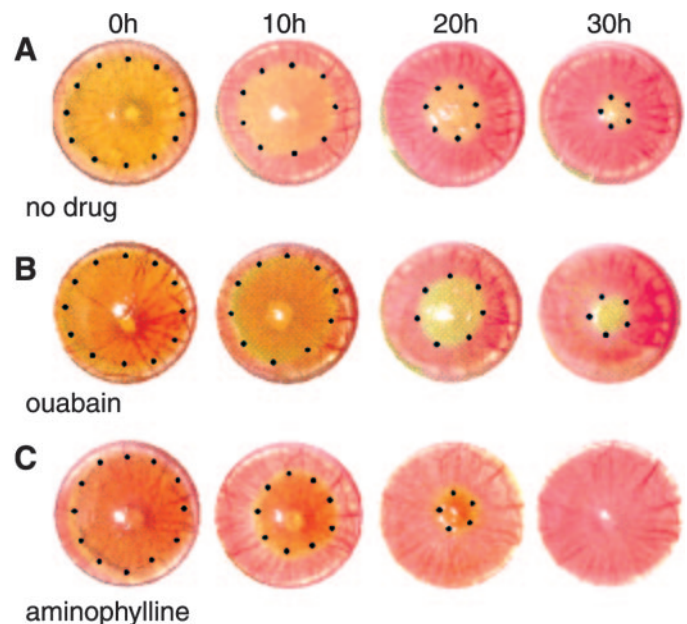 0h 10h 20h 30h
A
no drug
B
ouabain
C
aminophylline